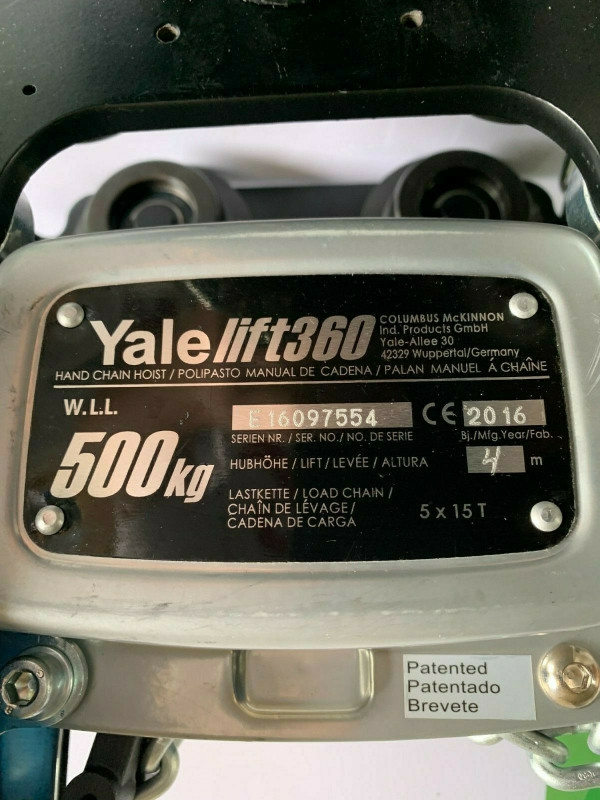 Yalelift360
COLUMBUS McKINNON
Ind. Products GmbH
Yale-Allee 30
42329 Wuppertal/Germany
HAND CHAIN HOIST / POLIPASTO MANUAL DE CADENA / PALAN MANUEL Á CHAÎNE
W.L.L.
500kg
E16097554
CE 2016
SERIEN NR. / SER. NO./ NO. DE SERIE
Bj./Mfg.Year/Fab.
HUBHÖHE / LIFT / LEVÉE / ALTURA 4 m
LASTKETTE / LOAD CHAIN /
CHAÎN DE LÉVAGE/
CADENA DE CARGA
5 x 15 T
Patented
Patentado
Brevete